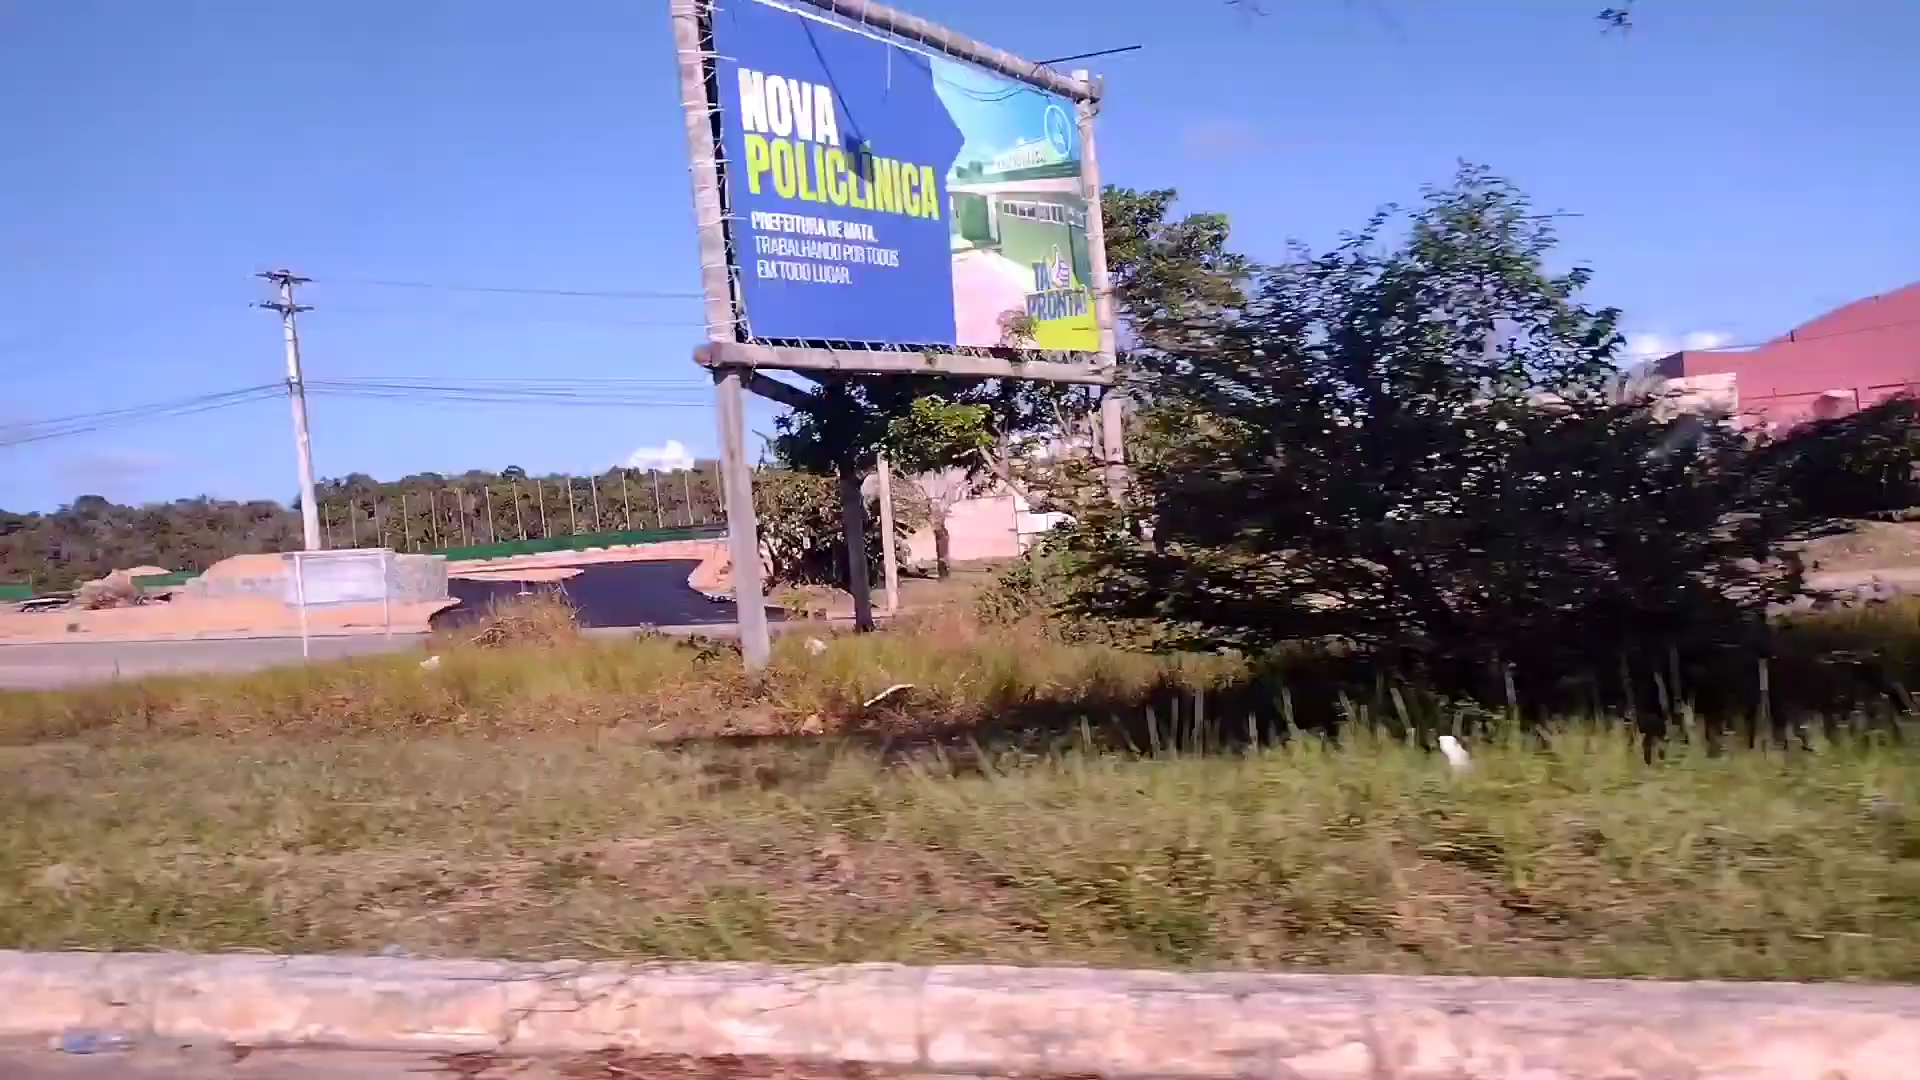 NOVA
POLICLÍNICA
PREFEITURA DE MATA.
TRABALHANDO POR TODOS
EM TODO LUGAR.
TÁ
PRONTA!